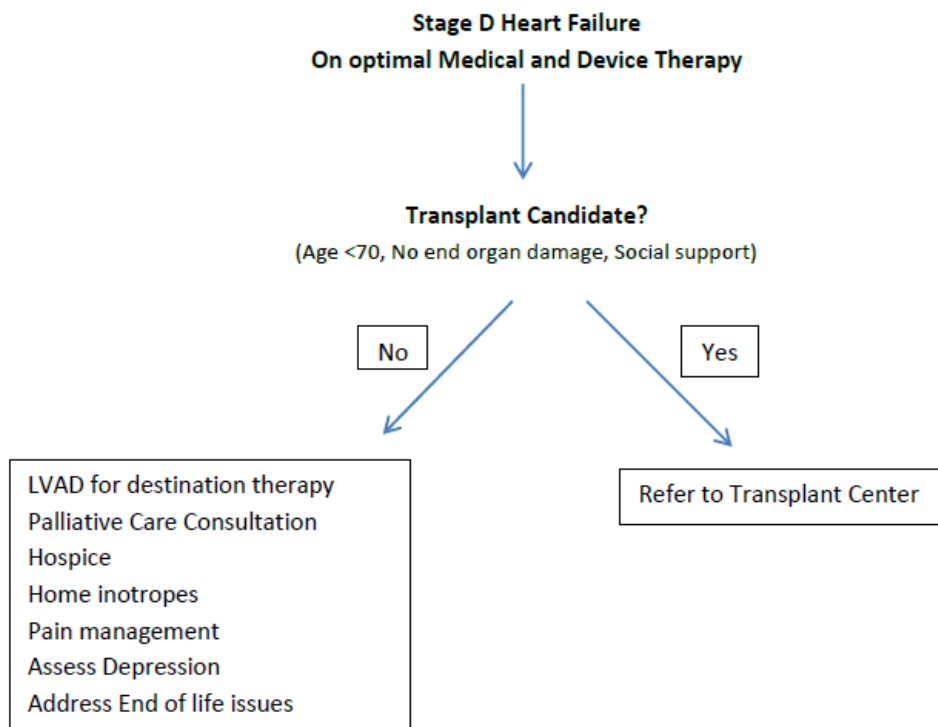 Stage D Heart Failure
On optimal Medical and Device Therapy
Transplant Candidate?
(Age <70, No end organ damage, Social support)
No
Yes
LVAD for destination therapy
Palliative Care Consultation
Hospice
Home inotropes
Pain management
Assess Depression
Address End of life issues
Refer to Transplant Center